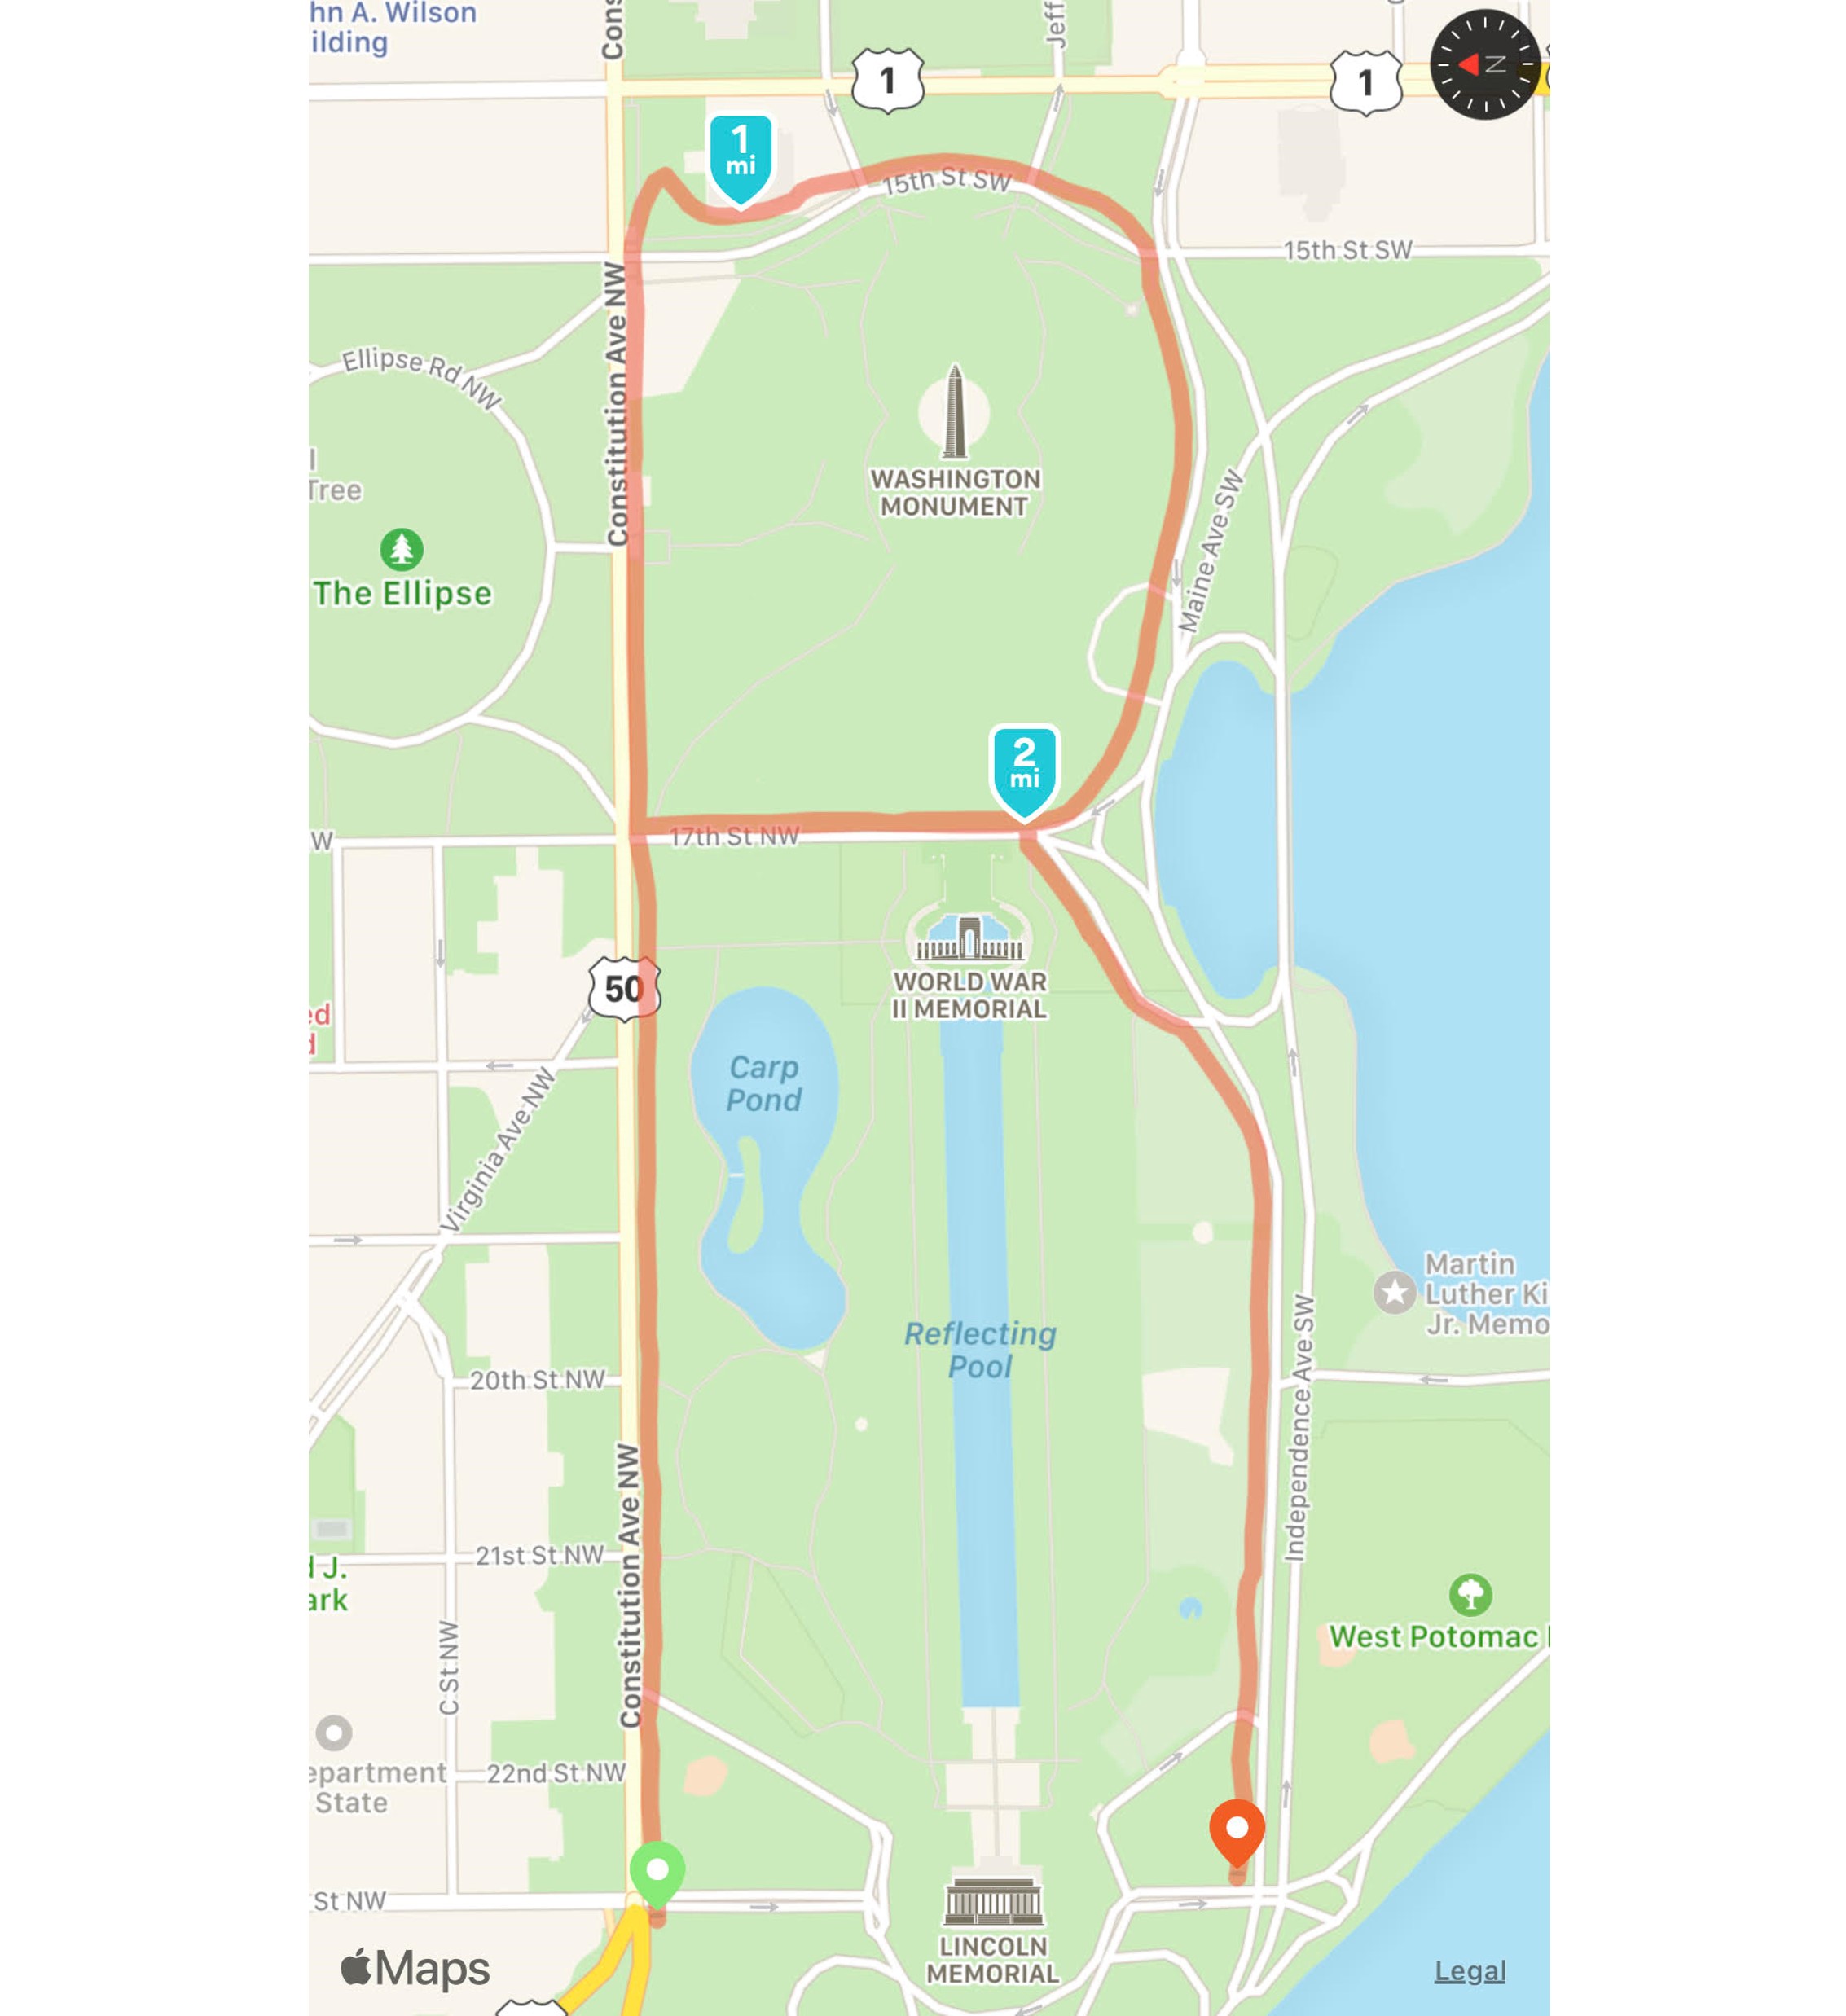 hn A. Wilson
ilding
Cons
Jeff
1
1
N
1
mi
15th St SW
15th St SW
Constitution Ave NW
Ellipse Rd NW
l
Tree
WASHINGTON
MONUMENT
Maine Ave SW
The Ellipse
2
mi
W
17th St NW
50
WORLD WAR
II MEMORIAL
ed
d
Carp
Pond
Virginia Ave NW
Martin
Luther Ki
Jr. Memo
Reflecting
Pool
20th St NW
Independence Ave SW
Constitution Ave NW
21st St NW
d J.
ark
West Potomac
C St NW
epartment
State
22nd St NW
St NW
LINCOLN
MEMORIAL
Maps
Legal